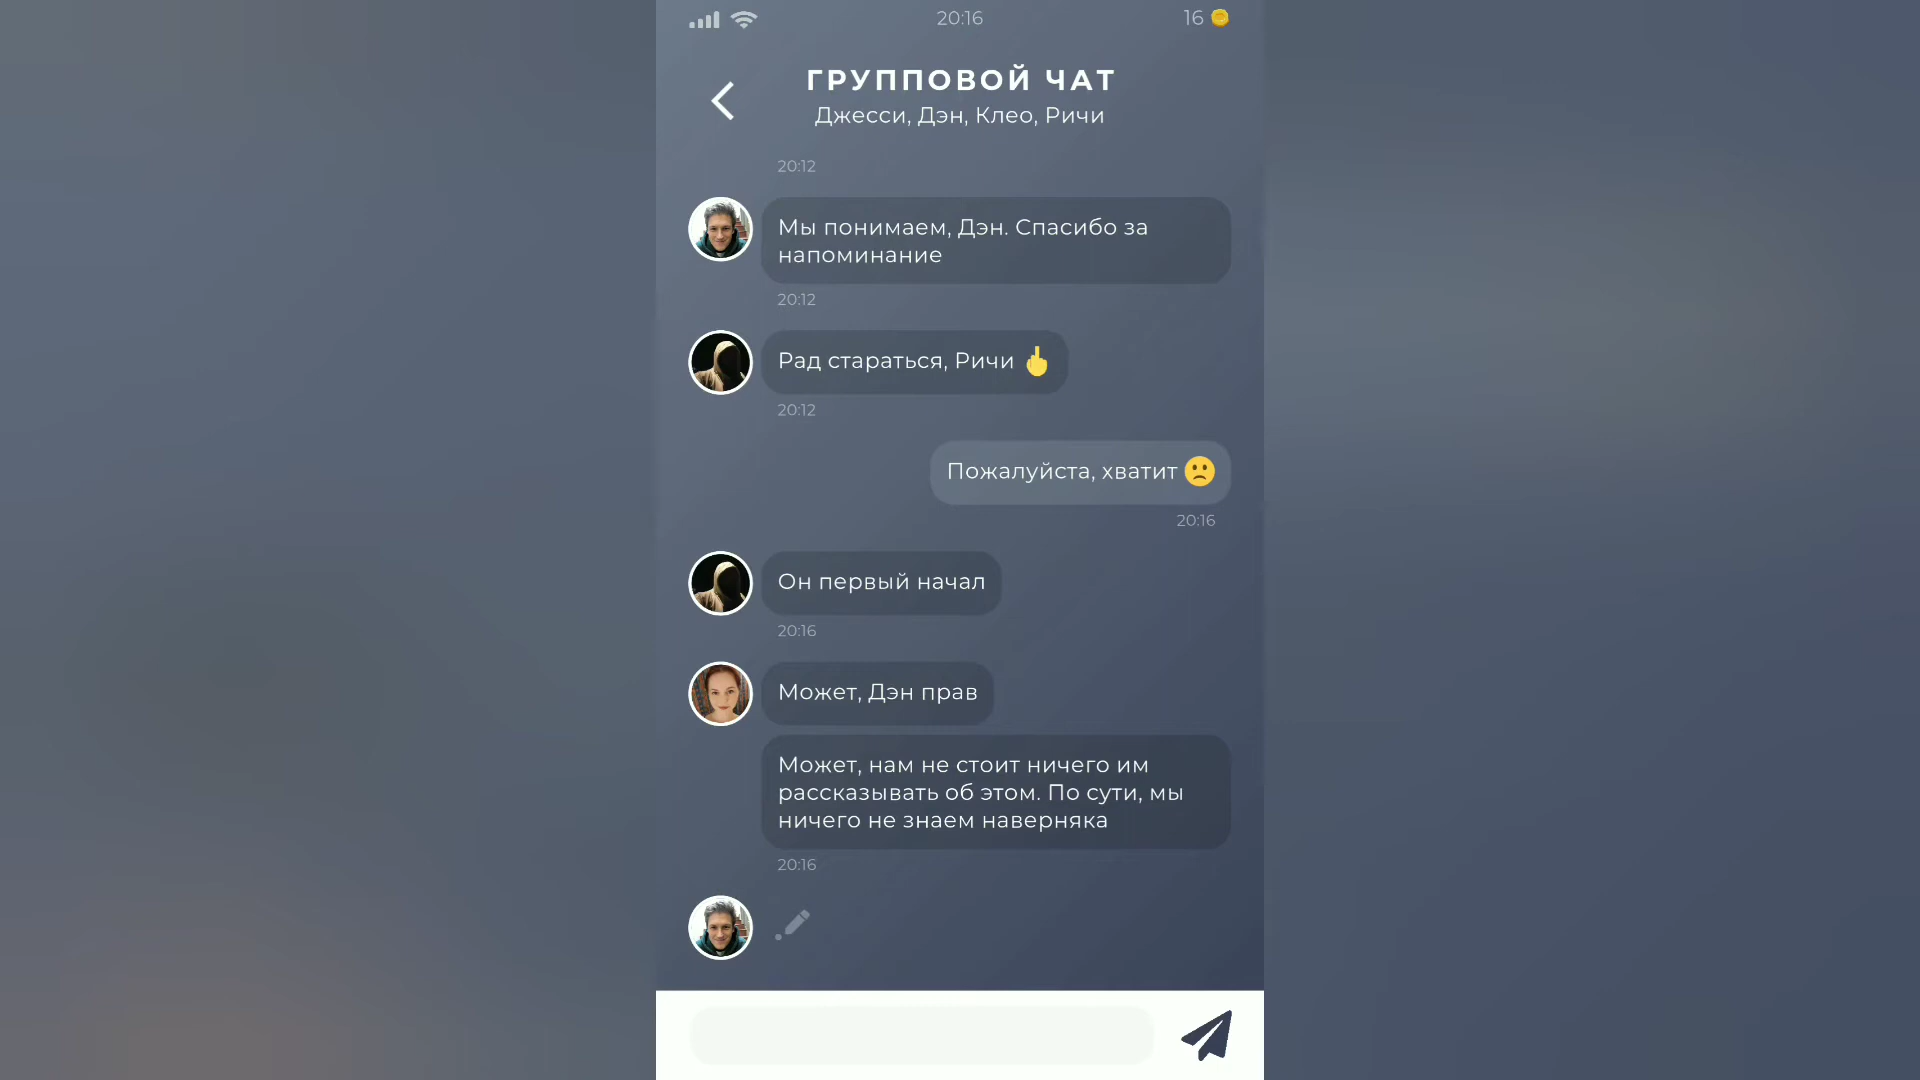 20:16
16
ГРУППОВОЙ ЧАТ
Джесси, Дэн, Клео, Ричи
20:12
Мы понимаем, Дэн. Спасибо за
напоминание
20:12
Рад стараться, Ричи 🖕
20:12
Пожалуйста, хватит 🙁
20:16
Он первый начал
20:16
Может, Дэн прав
Может, нам не стоит ничего им
рассказывать об этом. По сути, мы
ничего не знаем наверняка
20:16